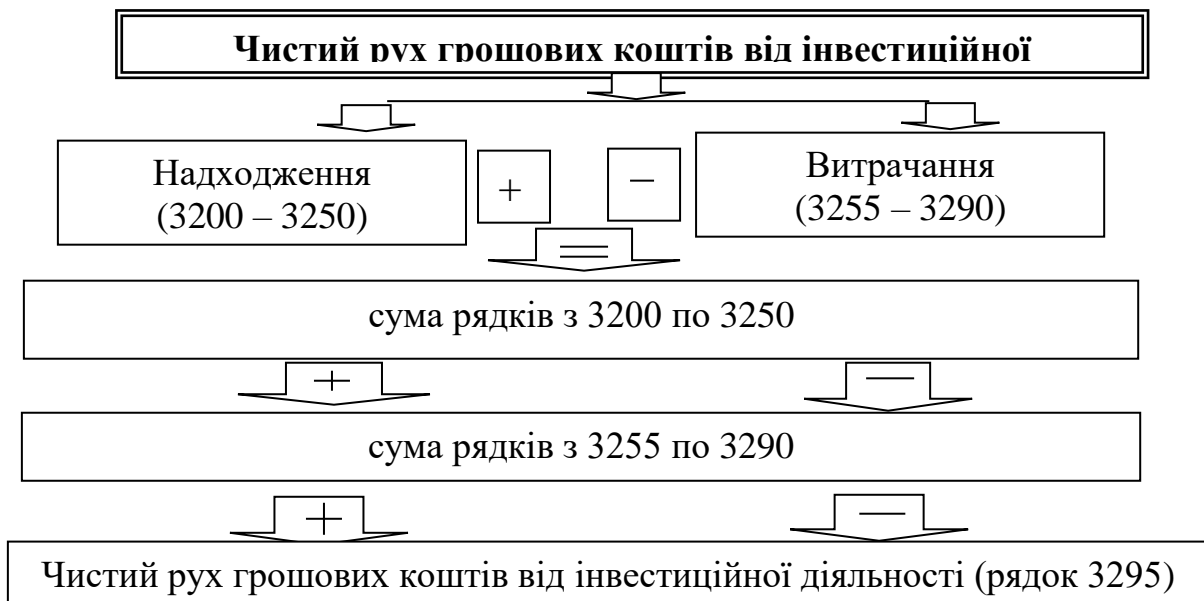 Чистий рух грошових коштів від інвестиційної
Надходження
(3200 – 3250)
+
−
Витрачання
(3255 – 3290)
=
сума рядків з 3200 по 3250
+
—
сума рядків з 3255 по 3290
+
—
Чистий рух грошових коштів від інвестиційної діяльності (рядок 3295)